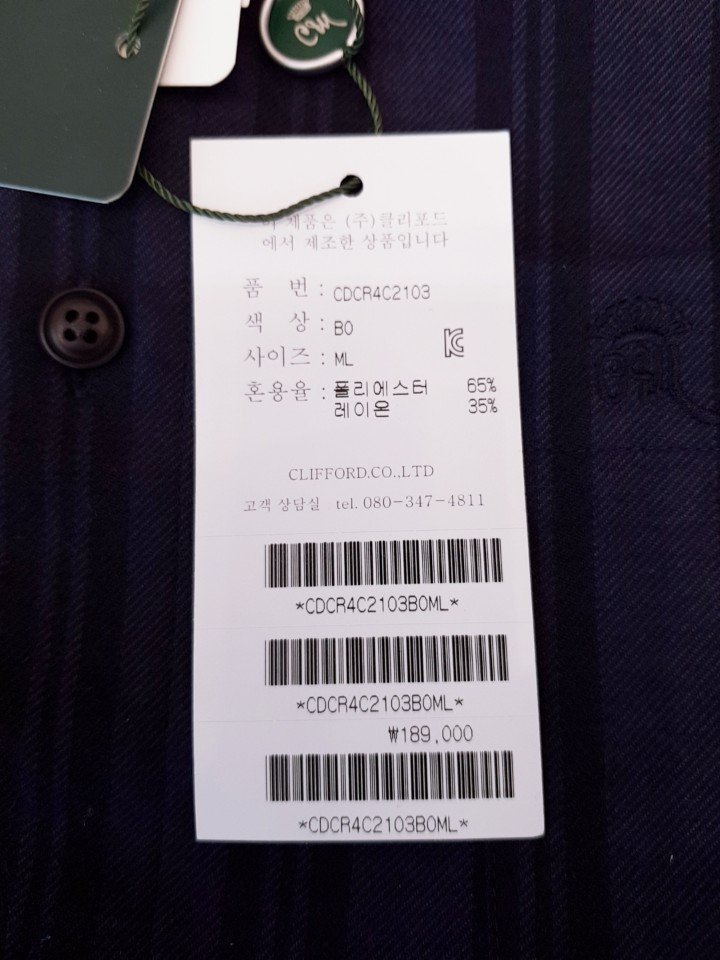 CM
이 제품은 (주)클리포드
에서 제조한 상품입니다
품 번 : CDCR4C2103
색 상 : BO
사이즈 : ML
혼용율 : 폴리에스터 65%
레이온 35%
CLIFFORD.CO.,LTD
고객 상담실 tel. 080-347-4811
*CDCR4C2103BOML*
*CDCR4C2103BOML*
₩189,000
*CDCR4C2103BOML*